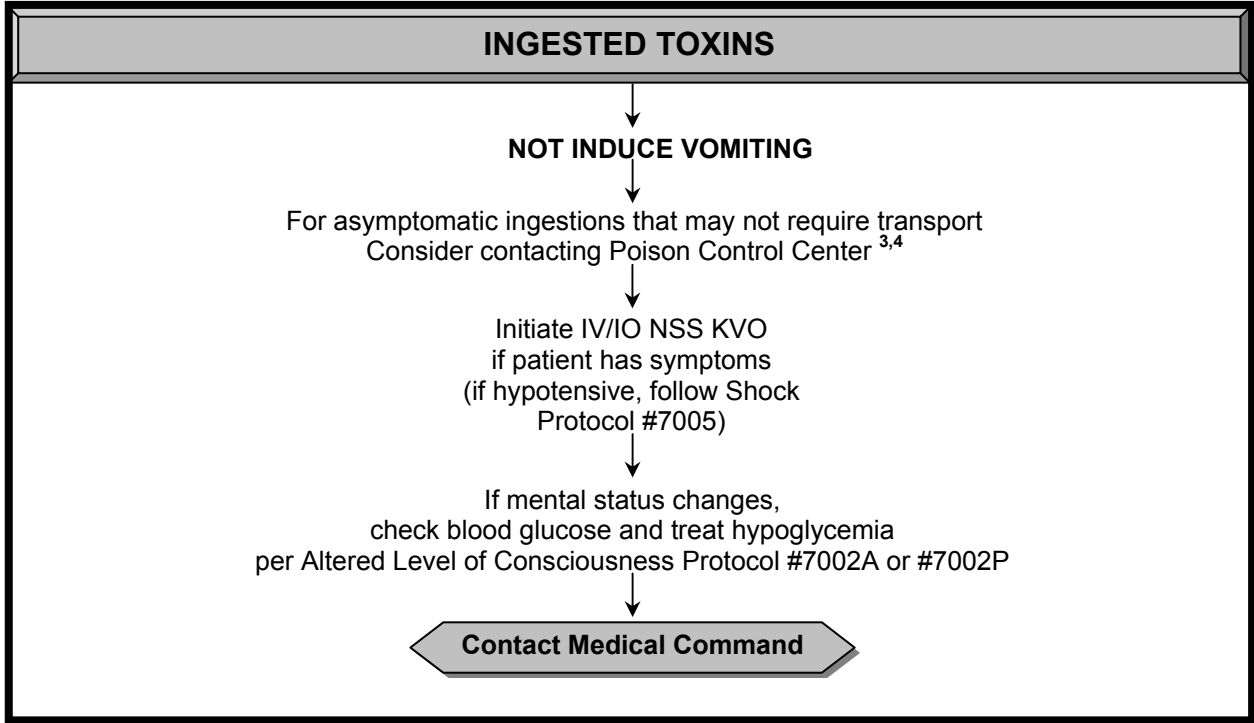 INGESTED TOXINS
NOT INDUCE VOMITING
For asymptomatic ingestions that may not require transport
Consider contacting Poison Control Center 3,4
Initiate IV/IO NSS KVO
if patient has symptoms
(if hypotensive, follow Shock
Protocol #7005)
If mental status changes,
check blood glucose and treat hypoglycemia
per Altered Level of Consciousness Protocol #7002A or #7002P
Contact Medical Command